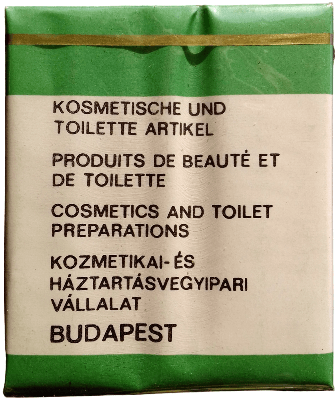 KOSMETISCHE UND
TOILETTE ARTIKEL
PRODUITS DE BEAUTÉ ET
DE TOILETTE
COSMETICS AND TOILET
PREPARATIONS
KOZMETIKAI-ÉS
HÁZTARTÁSVEGYIPARI
VÁLLALAT
BUDAPEST